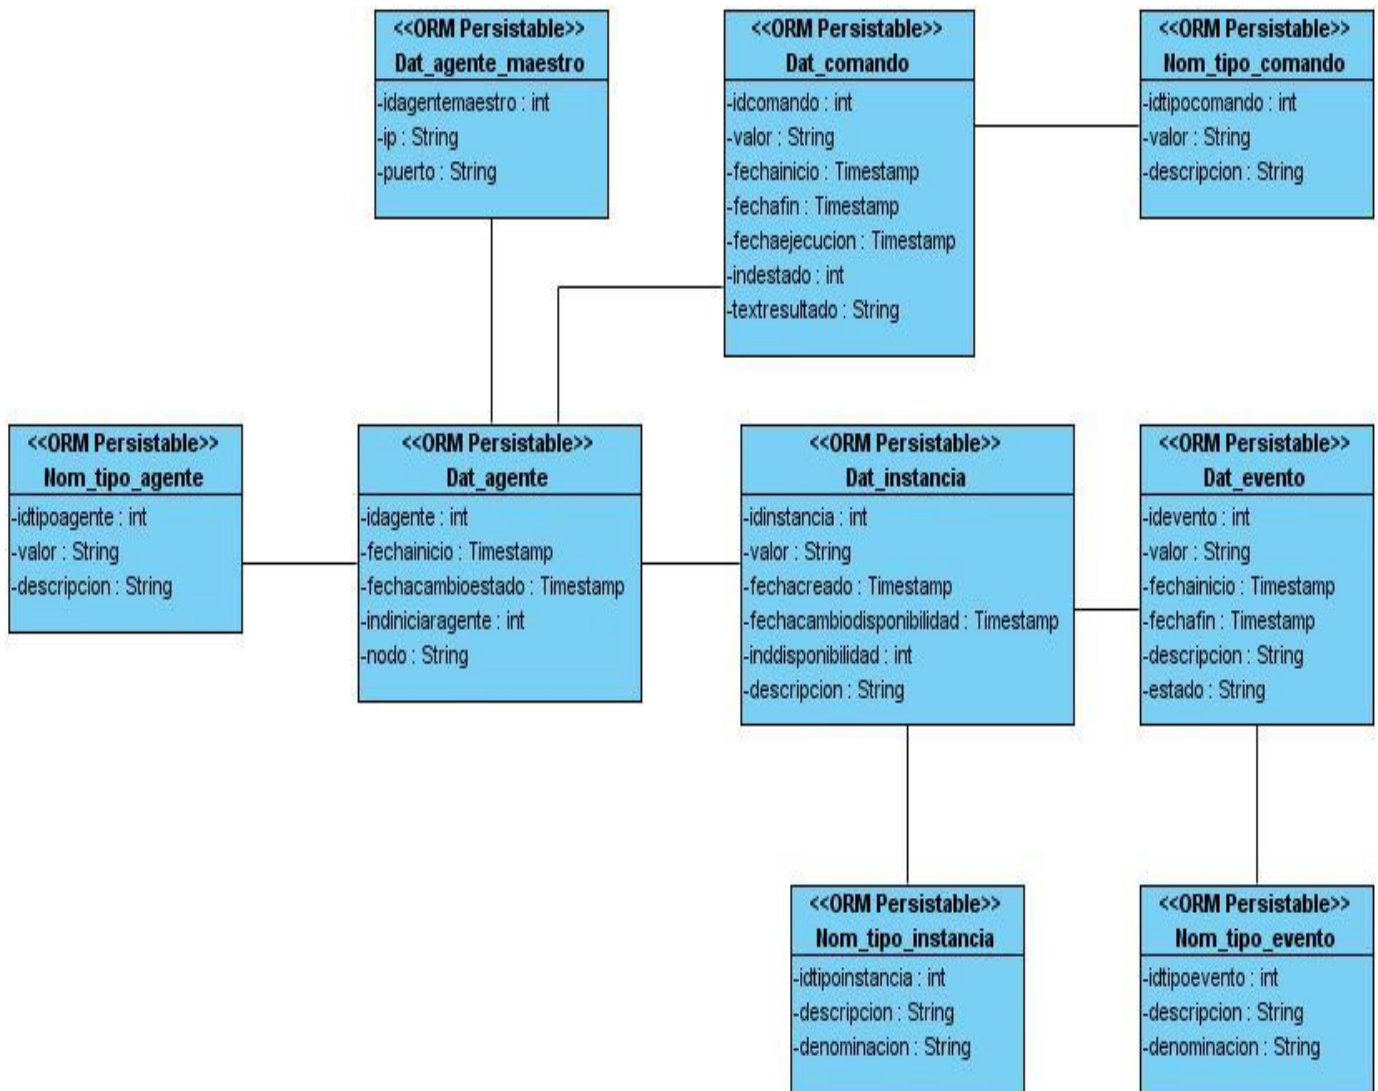 <<ORM Persistable>>
Dat_agente_maestro
-idagentemaestro : int
-ip : String
-puerto : String
<<ORM Persistable>>
Dat_comando
-idcomando : int
-valor : String
-fechainicio : Timestamp
-fechafin : Timestamp
-fechaejecucion : Timestamp
-indestado : int
-textresultado : String
<<ORM Persistable>>
Nom_tipo_comando
-idtipocomando : int
-valor : String
-descripcion : String
<<ORM Persistable>>
Nom_tipo_agente
-idtipoagente : int
-valor : String
-descripcion : String
<<ORM Persistable>>
Dat_agente
-idagente : int
-fechainicio : Timestamp
-fechacambioestado : Timestamp
-indiniciaragente : int
-nodo : String
<<ORM Persistable>>
Dat_instancia
-idinstancia : int
-valor : String
-fechacreado : Timestamp
-fechacambiodisponibilidad : Timestamp
-inddisponibilidad : int
-descripcion : String
<<ORM Persistable>>
Dat_evento
-idevento : int
-valor : String
-fechainicio : Timestamp
-fechafin : Timestamp
-descripcion : String
-estado : String
<<ORM Persistable>>
Nom_tipo_instancia
-idtipoinstancia : int
-descripcion : String
-denominacion : String
<<ORM Persistable>>
Nom_tipo_evento
-idtipoevento : int
-descripcion : String
-denominacion : String